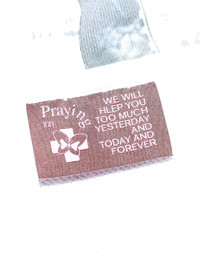 Praying
WE WILL
HLEP YOU
TOO MUCH
YESTERDAY
AND
TODAY AND
FOREVER